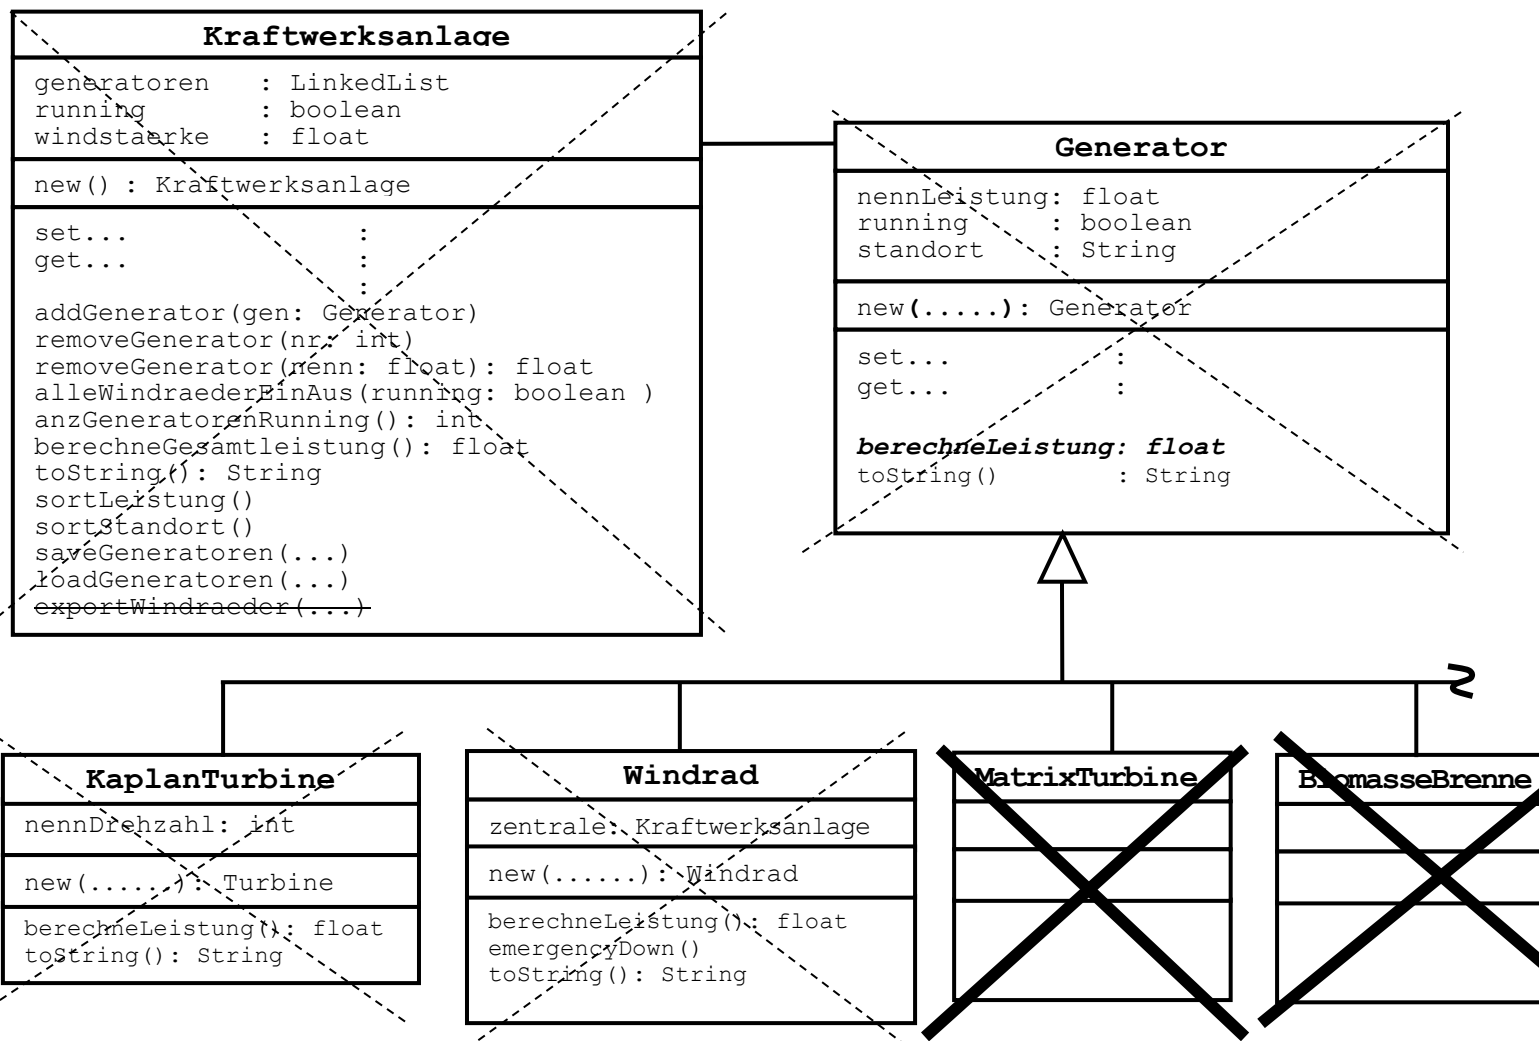 Kraftwerksanlage
generatoren : LinkedList
running : boolean
windstaerke : float
new() : Kraftwerksanlage
set... :
get... :
:
addGenerator(gen: Generator)
removeGenerator(nr: int)
removeGenerator(nenn: float): float
alleWindraederEinAus(running: boolean )
anzGeneratorenRunning(): int
berechneGesamtleistung(): float
toString(): String
sortLeistung()
sortStandort()
saveGeneratoren(...)
loadGeneratoren(...)
exportWindraeder(...)
Generator
nennLeistung: float
running : boolean
standort : String
new(.....): Generator
set... :
get... :
berechneLeistung: float
toString() : String
KaplanTurbine
nennDrehzahl: int
new(......): Turbine
berechneLeistung(): float
toString(): String
Windrad
zentrale: Kraftwerksanlage
new(......): Windrad
berechneLeistung(): float
emergencyDown()
toString(): String
MatrixTurbine
BiomasseBrenne